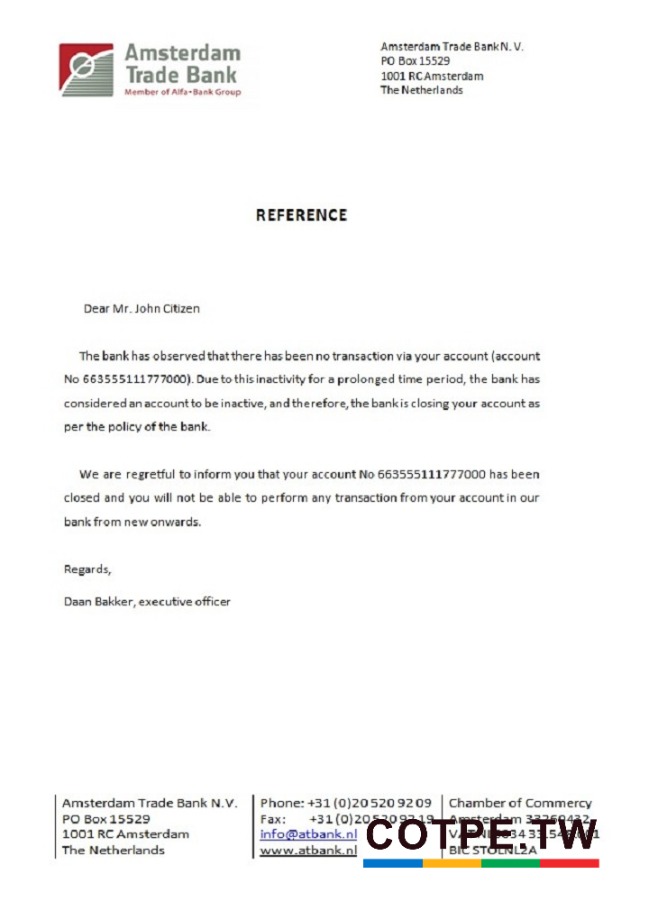 Amsterdam
Trade Bank
Member of Alfa•Bank Group
Amsterdam Trade Bank N. V.
PO Box 15529
1001 RC Amsterdam
The Netherlands
REFERENCE
Dear Mr. John Citizen
The bank has observed that there has been no transaction via your account (account
No 663555111777000). Due to this inactivity for a prolonged time period, the bank has
considered an account to be inactive, and therefore, the bank is closing your account as
per the policy of the bank.
We are regretful to inform you that your account No 663555111777000 has been
closed and you will not be able to perform any transaction from your account in our
bank from new onwards.
Regards,
Daan Bakker, executive officer
Amsterdam Trade Bank N.V.
PO Box 15529
1001 RC Amsterdam
The Netherlands
Phone: +31 (0)20 520 92 09
Fax: +31 (0)20 520 92 19
info@atbank.nl
www.atbank.nl
Chamber of Commerce
Amsterdam
BIC STOLNL2A
COTPE.TW